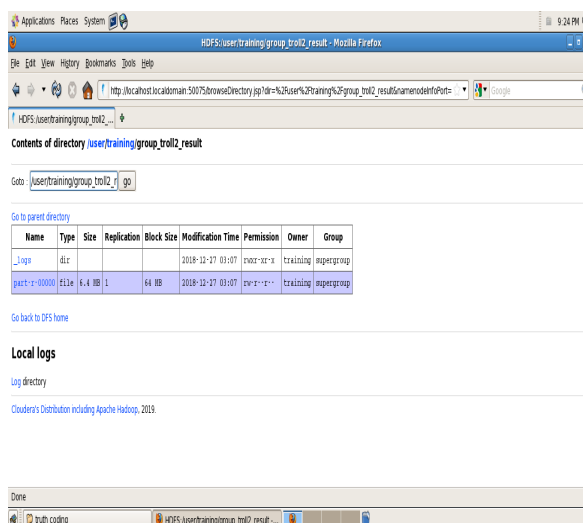 Applications Places System 9:24 PM
HDFS:/user/training/group_troll2_result - Mozilla Firefox
File Edit View History Bookmarks Tools Help
http://localhost.localdomain:50075/browseDirectory.jsp?dir=%2Fuser%2Ftraining%2Fgroup_troll2_result&namenodeInfoPort= Google
HDFS:/user/training/group_troll2_...
Contents of directory /user/training/group_troll2_result
Goto : /user/training/group_troll2_r go
Go to parent directory
Name Type Size Replication Block Size Modification Time Permission Owner Group
_logs dir 2018-12-27 03:07 rwxr-xr-x training supergroup
part-r-00000 file 6.4 MB 1 64 MB 2018-12-27 03:07 rw-r--r-- training supergroup
Go back to DFS home
Local logs
Log directory
Cloudera's Distribution including Apache Hadoop, 2019.
Done
truth coding HDFS:/user/training/group_troll2_result -...